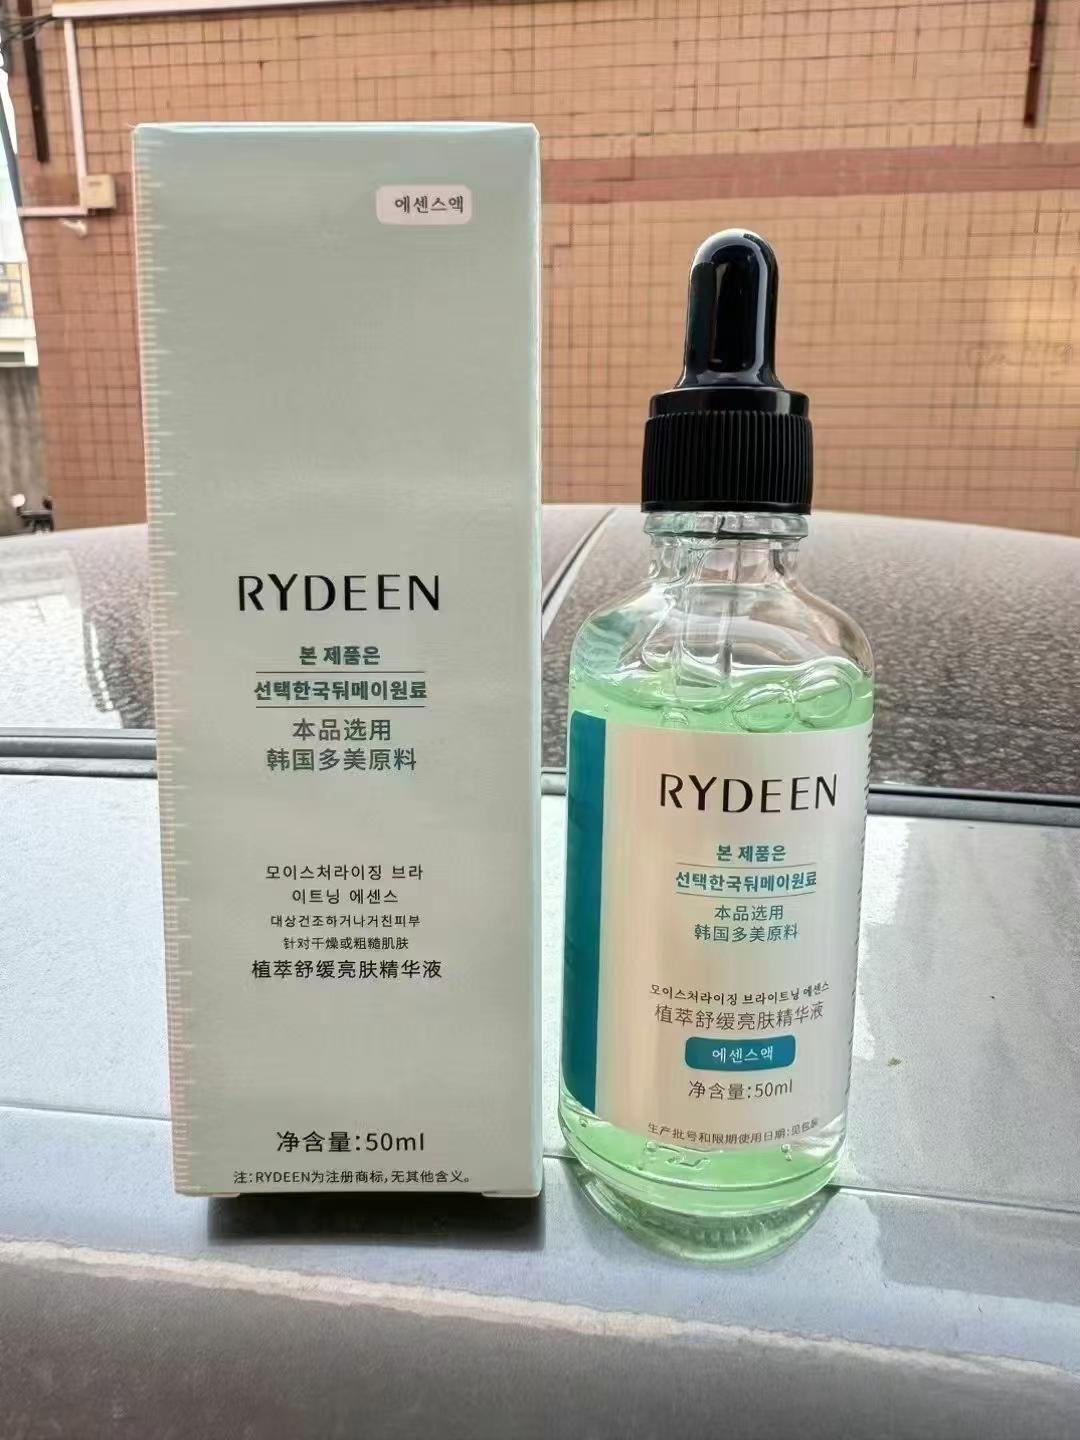 에센스액
RYDEEN
본 제품은
선택한국둬메이원료
本品选用
韩国多美原料
모이스처라이징 브라
이트닝 에센스
대상건조하거나거친피부
针对干燥或粗糙肌肤
植萃舒缓亮肤精华液
净含量:50ml
注:RYDEEN为注册商标,无其他含义。
RYDEEN
본 제품은
선택한국둬메이원료
本品选用
韩国多美原料
모이스처라이징 브라이트닝 에센스
植萃舒缓亮肤精华液
에센스액
净含量:50ml
生产批号和限期使用日期:见包装